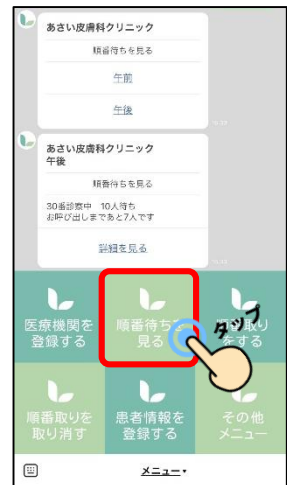 あさい皮膚科クリニック
順番待ちを見る
午前
午後
あさい皮膚科クリニック
午後
順番待ちを見る
30番診察中 10人待ち
お呼び出しまであと7人です
詳細を見る
医療機関を
登録する
順番待ちを
見る
順番取り
をする
タップ
順番取りを
取り消す
患者情報を
登録する
その他
メニュー
メニュー▾